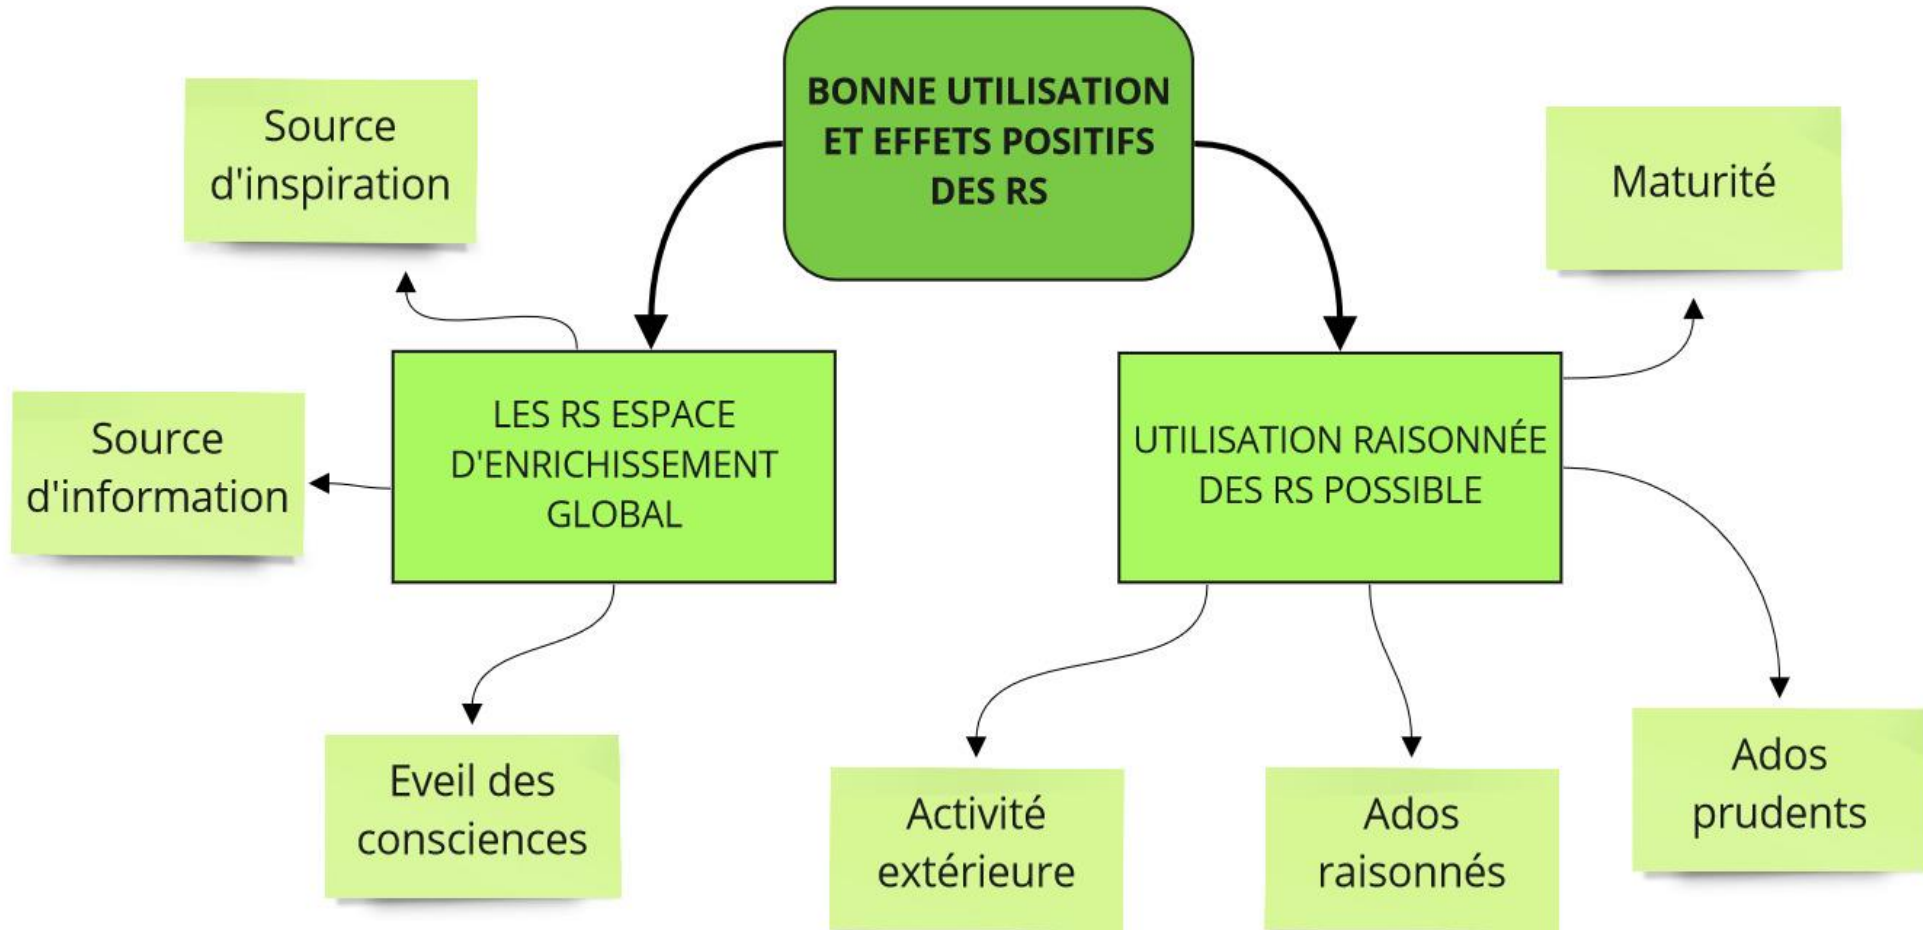 BONNE UTILISATION
ET EFFETS POSITIFS
DES RS
Source
d'inspiration
Maturité
LES RS ESPACE
D'ENRICHISSEMENT
GLOBAL
UTILISATION RAISONNÉE
DES RS POSSIBLE
Source
d'information
Eveil des
consciences
Activité
extérieure
Ados
raisonnés
Ados
prudents